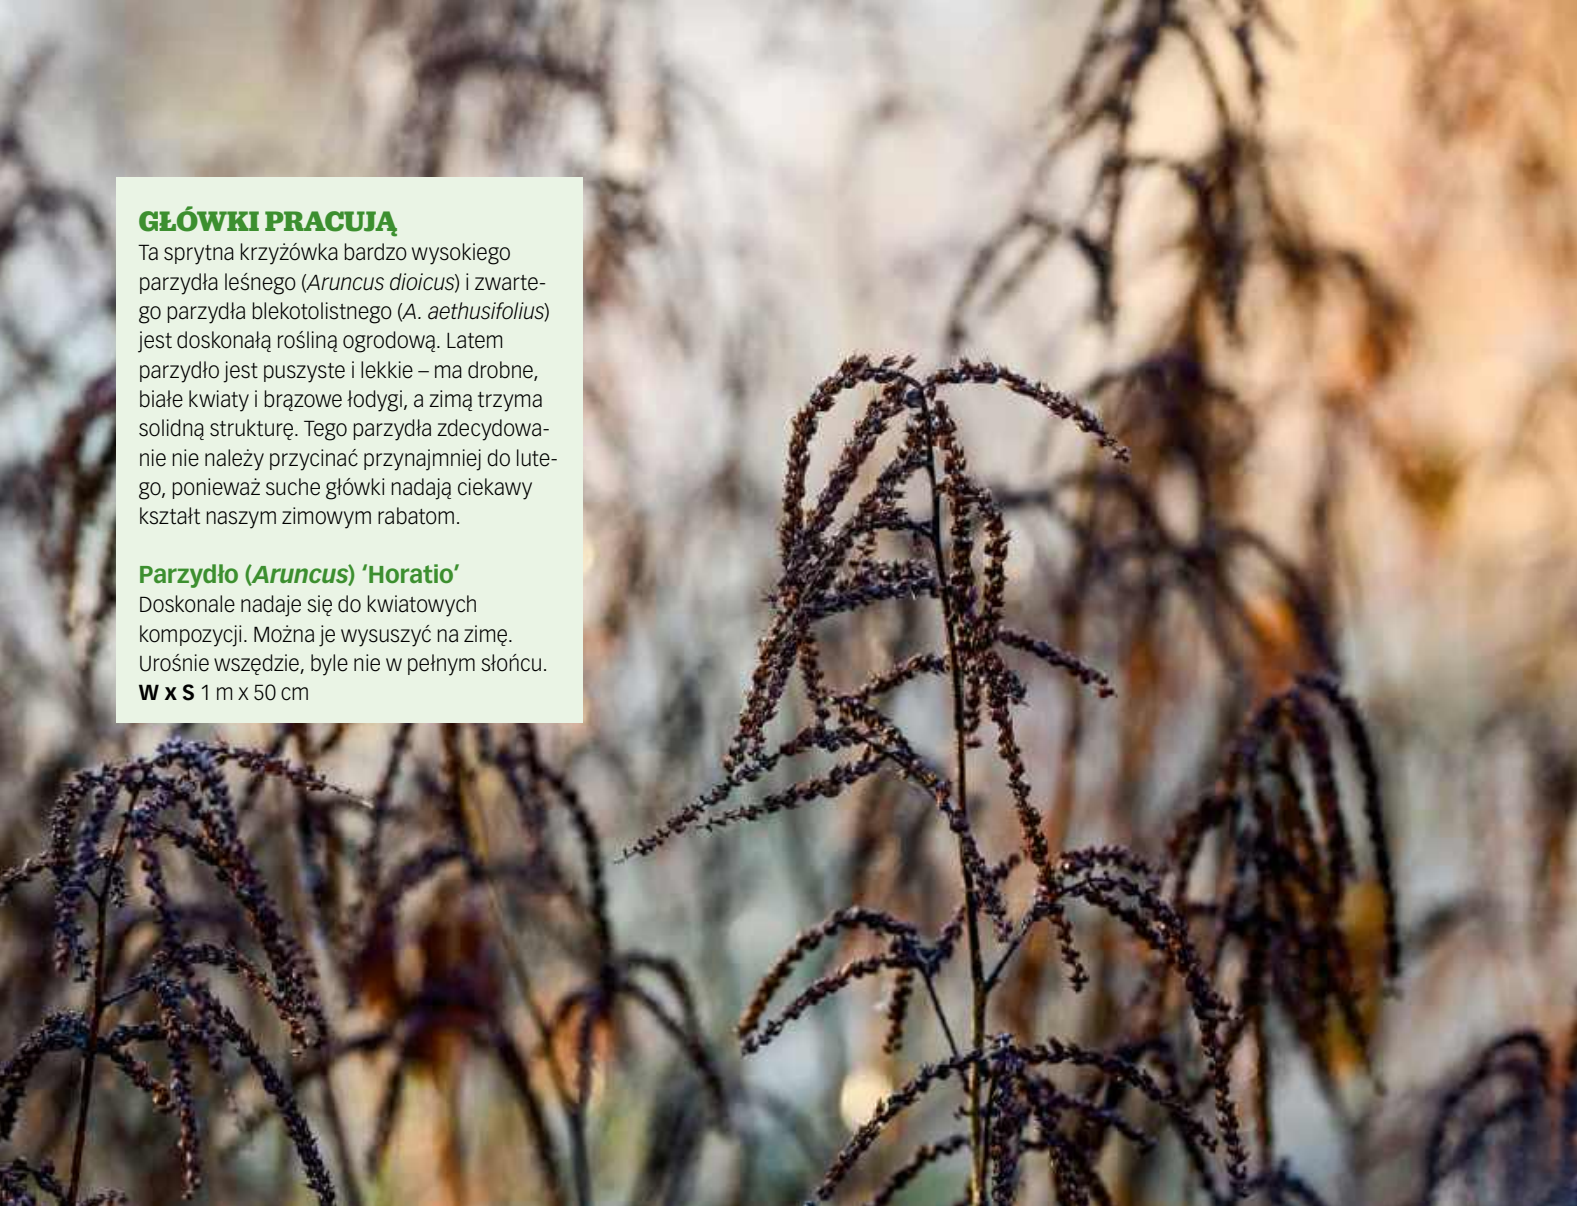 GŁÓWKI PRACUJĄ
Ta sprytna krzyżówka bardzo wysokiego
parzydła leśnego (Aruncus dioicus) i zwarte-
go parzydła blekotolistnego (A. aethusifolius)
jest doskonałą rośliną ogrodową. Latem
parzydło jest puszyste i lekkie – ma drobne,
białe kwiaty i brązowe łodygi, a zimą trzyma
solidną strukturę. Tego parzydła zdecydowa-
nie nie należy przycinać przynajmniej do lute-
go, ponieważ suche główki nadają ciekawy
kształt naszym zimowym rabatom.
Parzydło (Aruncus) ‘Horatio’
Doskonale nadaje się do kwiatowych
kompozycji. Można je wysuszyć na zimę.
Urośnie wszędzie, byle nie w pełnym słońcu.
W x S 1 m x 50 cm